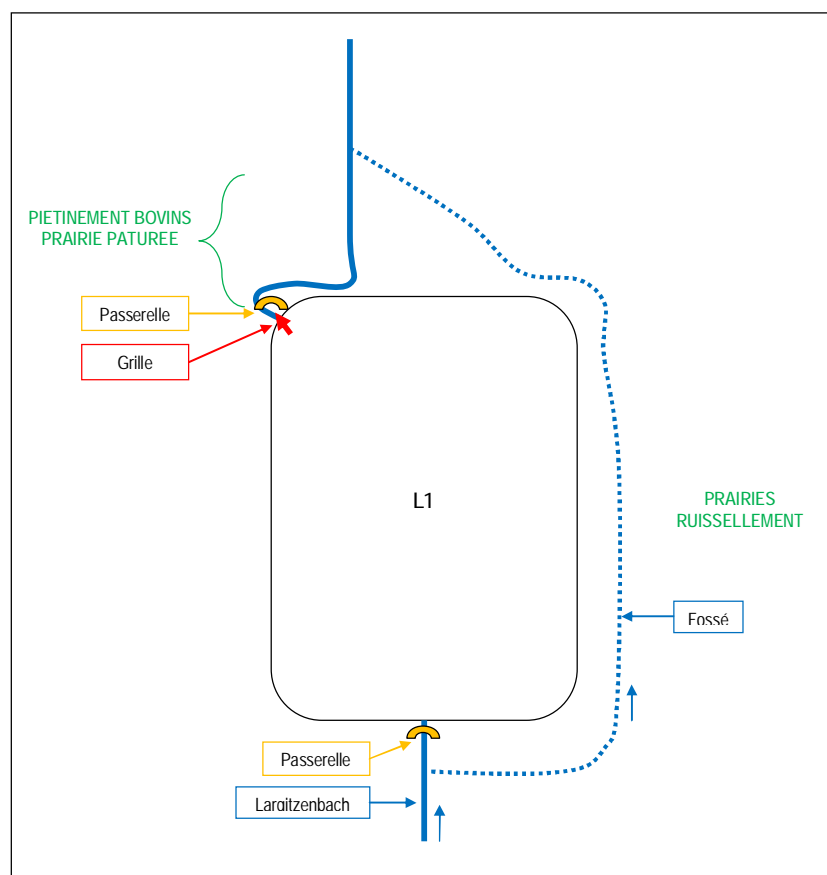 PIETINEMENT BOVINS
PRAIRIE PATUREE
Passerelle
Grille
L1
PRAIRIES
RUISSELLEMENT
Fossé
Passerelle
Largitzenbach